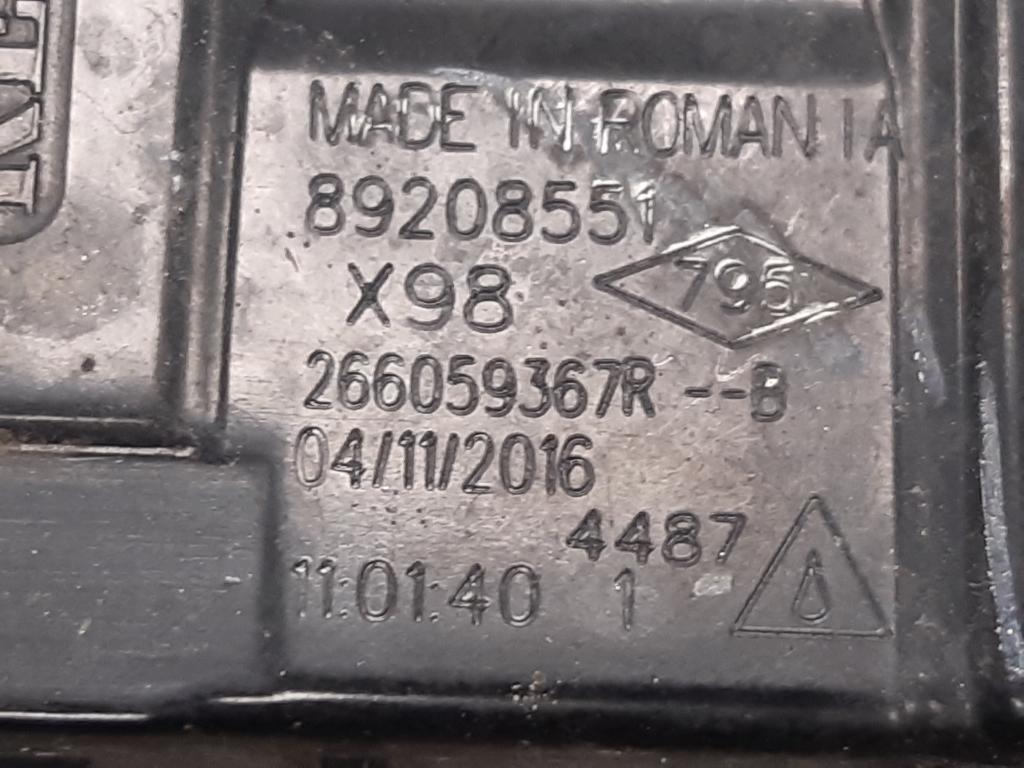 MADE IN ROMANIA
89208551
X98 795
266059367R --B
04/11/2016
4487
11:01:40 1